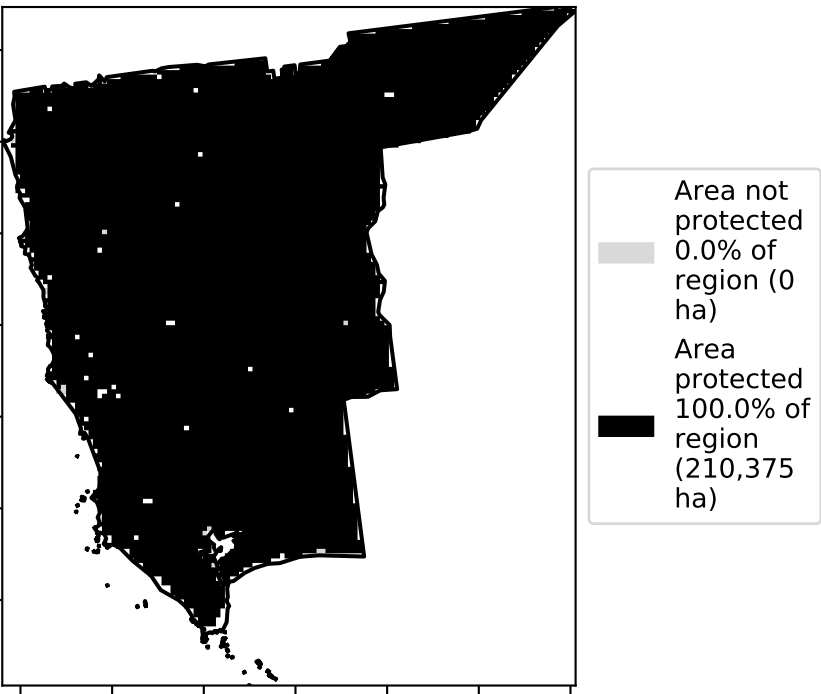 Area not
protected
0.0% of
region (0
ha)
Area
protected
100.0% of
region
(210,375
ha)